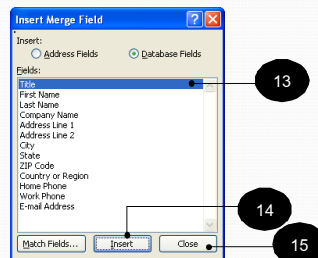 Insert Merge Field
Insert:
Address Fields Database Fields
Fields:
Title
First Name
Last Name
Company Name
Address Line 1
Address Line 2
City
State
ZIP Code
Country or Region
Home Phone
Work Phone
E-mail Address
Match Fields... Insert Close
13
14
15